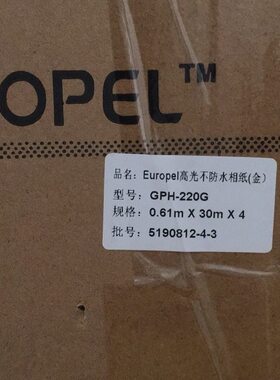 OPEL™
品名：Europel高光不防水相纸(金）
型号：GPH-220G
规格：0.61m X 30m X 4
批号：5190812-4-3